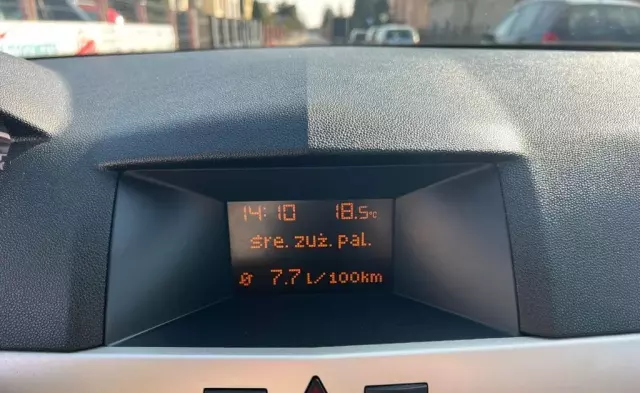 14:10 18.5°C
śre. zuż. pal.
Ø 7.7 l/100km